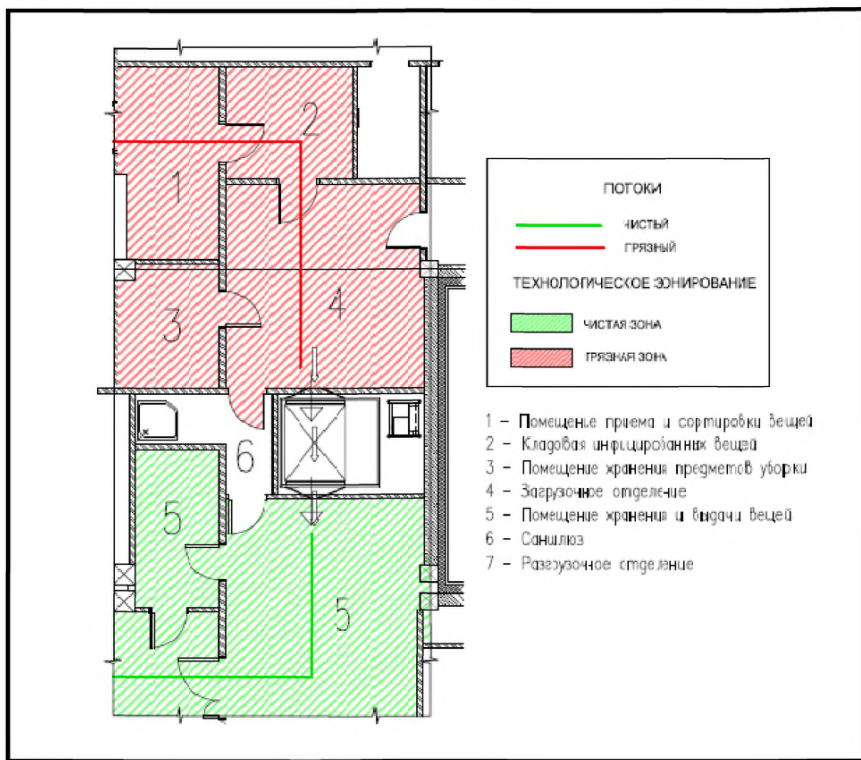 2
1
3
4
6
5
5
ПОТОКИ
ЧИСТЫЙ
ГРЯЗНЫЙ
ТЕХНОЛОГИЧЕСКОЕ ЗОНИРОВАНИЕ
ЧИСТАЯ ЗОНА
ГРЯЗНАЯ ЗОНА
1 – Помещенье приема и сортировки вещей
2 – Кладовая инфицированных вещей
3 – Помещение хранения предметов уборки
4 – Загрузочное отделение
5 – Помещение хранения и выдачи вещей
6 – Саншлюз
7 – Разгрузочное отделение